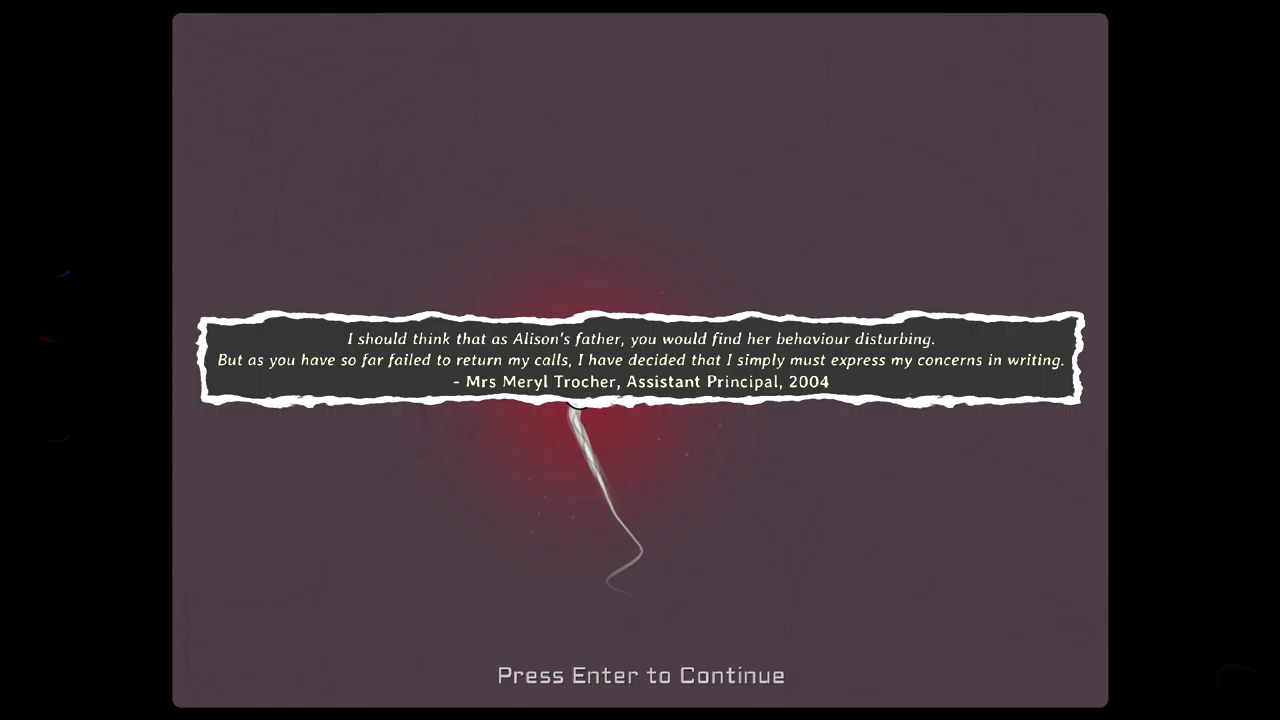 I should think that as Alison's father, you would find her behaviour disturbing.
But as you have so far failed to return my calls, I have decided that I simply must express my concerns in writing.
- Mrs Meryl Trocher, Assistant Principal, 2004
Press Enter to Continue